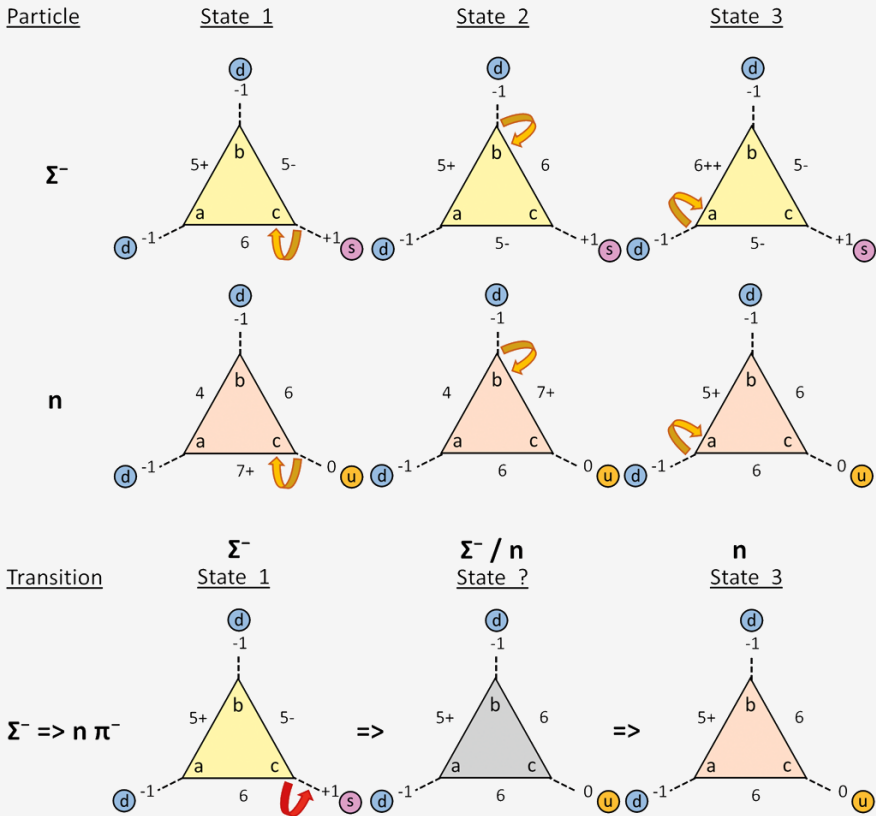 Particle State 1 State 2 State 3
d d d
-1 -1 -1
b b b
5+ 5- 5+ 6 6++ 5-
Σ⁻
a c a c a c
d -1 6 +1 s d -1 5- +1 s d -1 5- +1 s
d d d
-1 -1 -1
b b b
n 4 6 4 7+ 5+ 6
a c a c a c
d -1 7+ 0 u d -1 6 0 u d -1 6 0 u
Σ⁻ Σ⁻ / n n
Transition State 1 State ? State 3
d d d
-1 -1 -1
b b b
5+ 5- 5+ 6 5+ 6
Σ⁻ => n π⁻ => =>
a c a c a c
d -1 6 +1 s d -1 6 0 u d -1 6 0 u